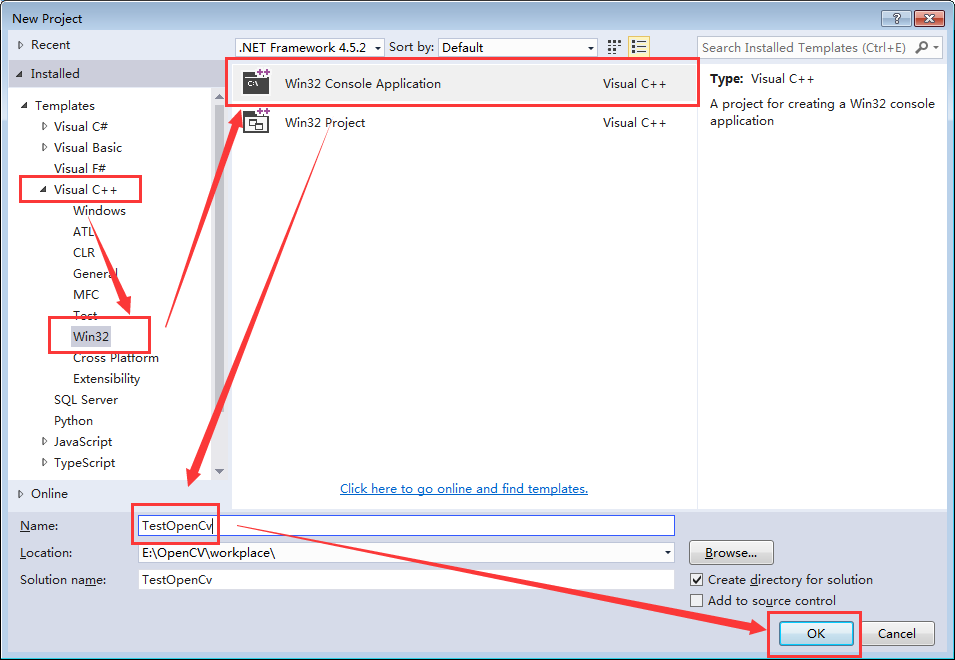 New Project
Recent
.NET Framework 4.5.2 Sort by: Default
Search Installed Templates (Ctrl+E)
Installed
Templates
Visual C#
Visual Basic
Visual F#
Visual C++
Windows
ATL
CLR
General
MFC
Test
Win32
Cross Platform
Extensibility
SQL Server
Python
JavaScript
TypeScript
Online
C:\
Win32 Console Application Visual C++
Win32 Project Visual C++
Click here to go online and find templates.
Type: Visual C++
A project for creating a Win32 console
application
Name: TestOpenCv
Location: E:\OpenCV\workplace\
Browse...
Solution name: TestOpenCv
Create directory for solution
Add to source control
OK Cancel